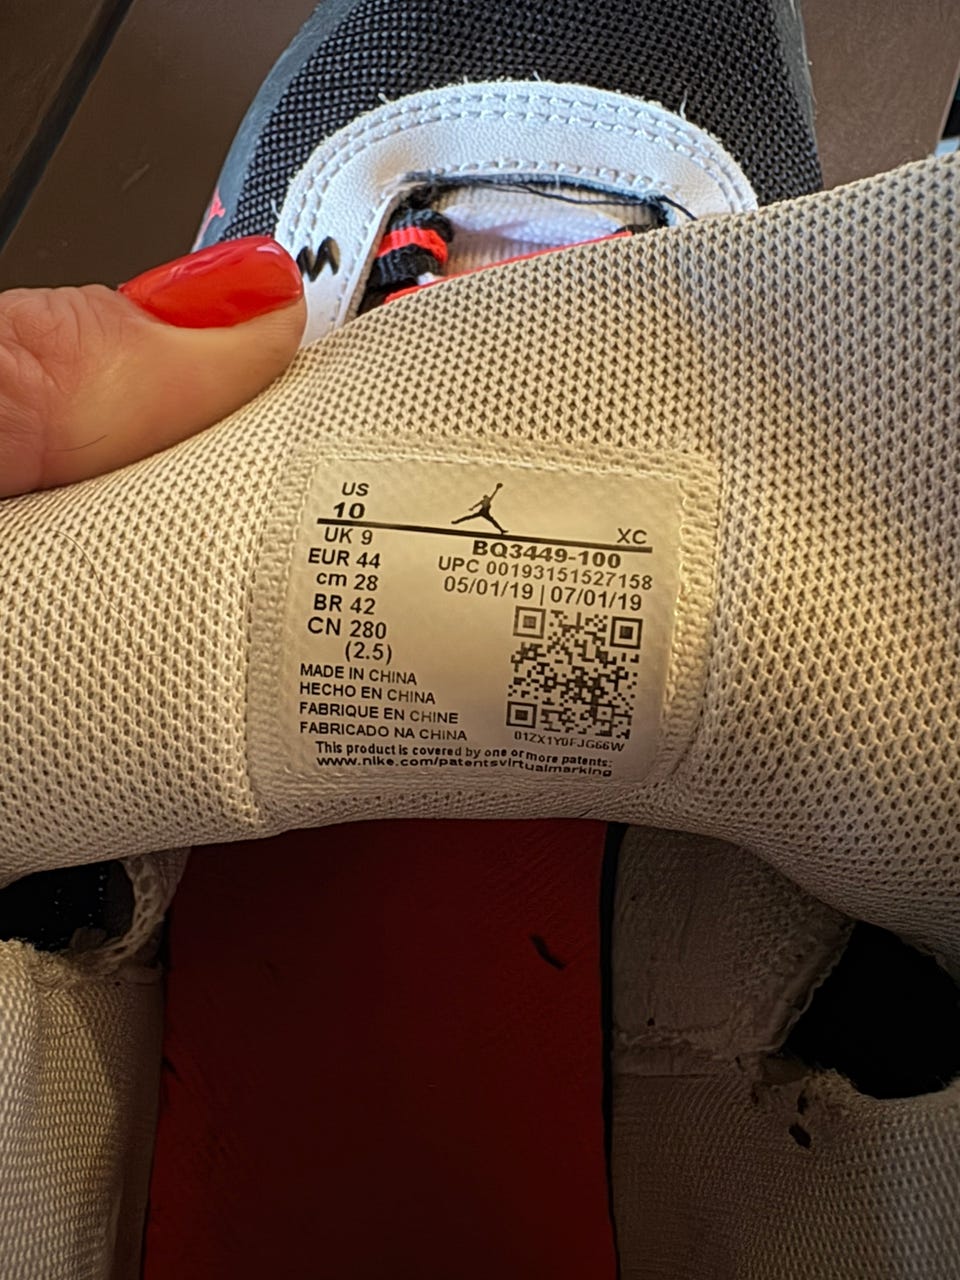 US
10
UK 9
EUR 44
cm 28
BR 42
CN 280
(2.5)
XC
BQ3449-100
UPC 00193151527158
05/01/19 | 07/01/19
01ZX1Y0FJG66W
MADE IN CHINA
HECHO EN CHINA
FABRIQUE EN CHINE
FABRICADO NA CHINA
This product is covered by one or more patents:
www.nike.com/patentsvirtualmarking